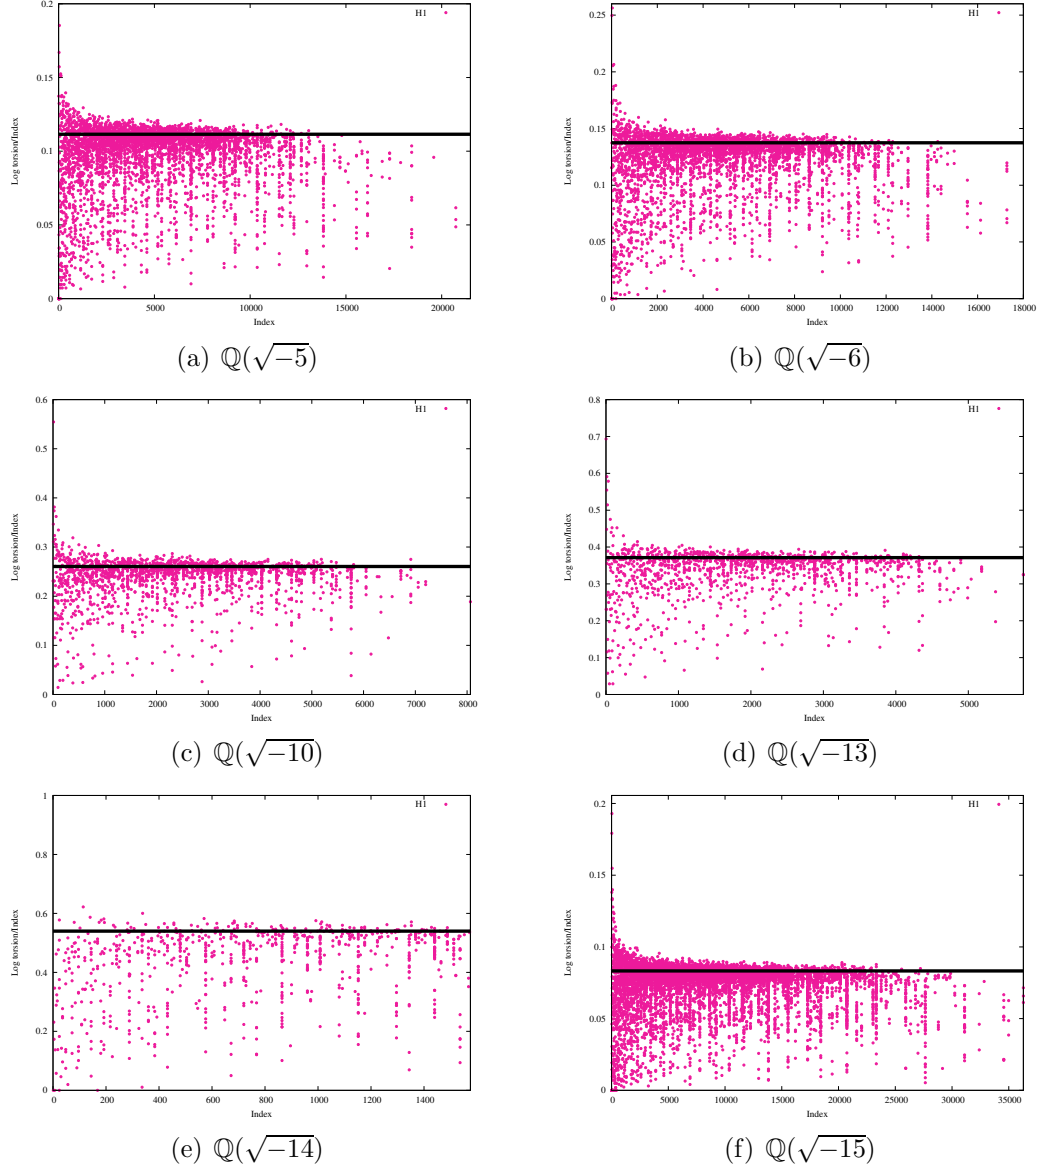 0.2
0.15
0.1
0.05
0
0 5000 10000 15000 20000
Log torsion/Index
Index
H1
(a) ℚ(√−5)
0.25
0.2
0.15
0.1
0.05
0
0 2000 4000 6000 8000 10000 12000 14000 16000 18000
Log torsion/Index
Index
H1
(b) ℚ(√−6)
0.6
0.5
0.4
0.3
0.2
0.1
0
0 1000 2000 3000 4000 5000 6000 7000 8000
Log torsion/Index
Index
H1
(c) ℚ(√−10)
0.8
0.7
0.6
0.5
0.4
0.3
0.2
0.1
0
0 1000 2000 3000 4000 5000
Log torsion/Index
Index
H1
(d) ℚ(√−13)
1
0.8
0.6
0.4
0.2
0
0 200 400 600 800 1000 1200 1400
Log torsion/Index
Index
H1
(e) ℚ(√−14)
0.2
0.15
0.1
0.05
0
0 5000 10000 15000 20000 25000 30000 35000
Log torsion/Index
Index
H1
(f) ℚ(√−15)